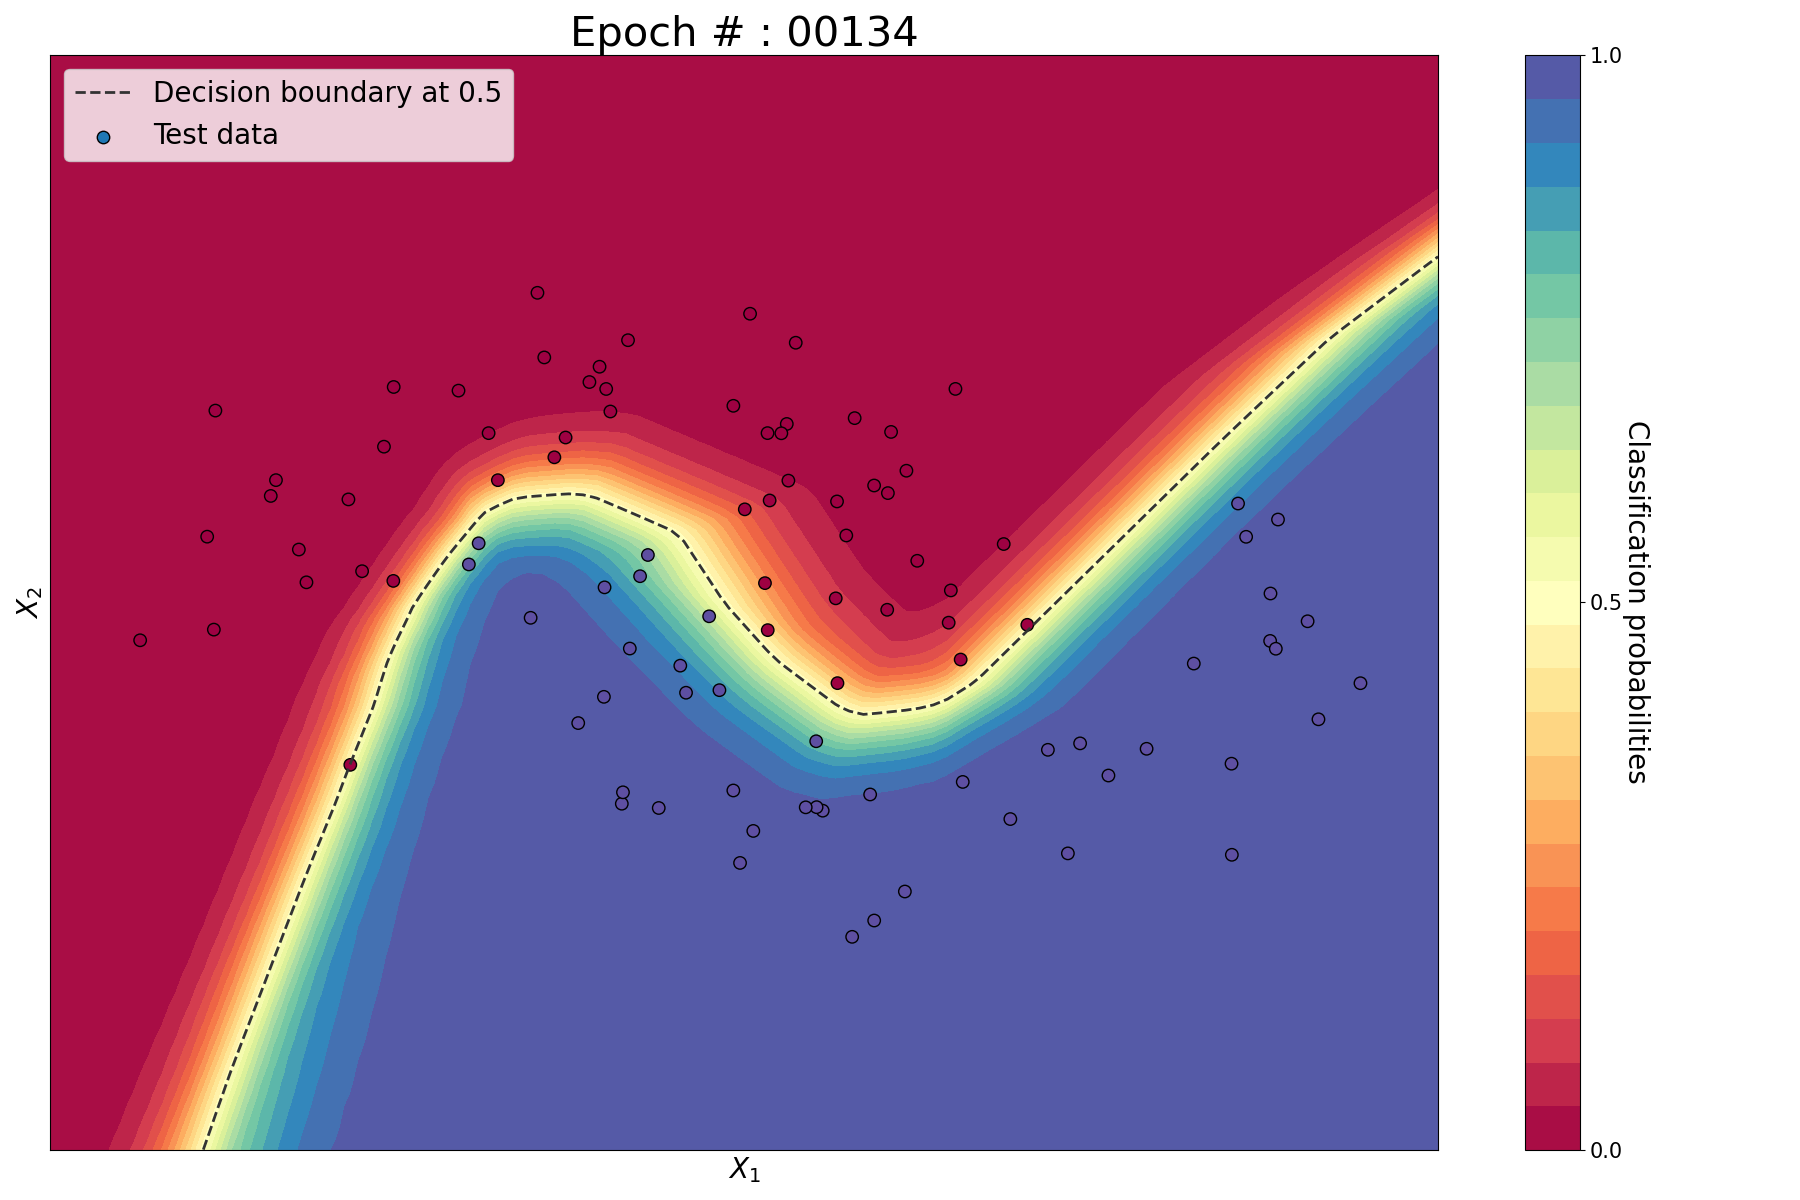 Epoch # : 00134
Decision boundary at 0.5
Test data
X₂
X₁
1.0
0.5
0.0
Classification probabilities